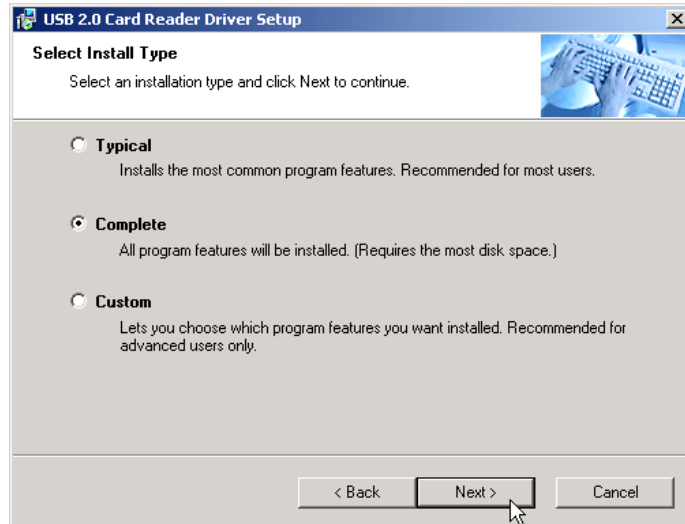 USB 2.0 Card Reader Driver Setup
Select Install Type
Select an installation type and click Next to continue.
Typical
Installs the most common program features. Recommended for most users.
Complete
All program features will be installed. (Requires the most disk space.)
Custom
Lets you choose which program features you want installed. Recommended for
advanced users only.
< Back
Next >
Cancel